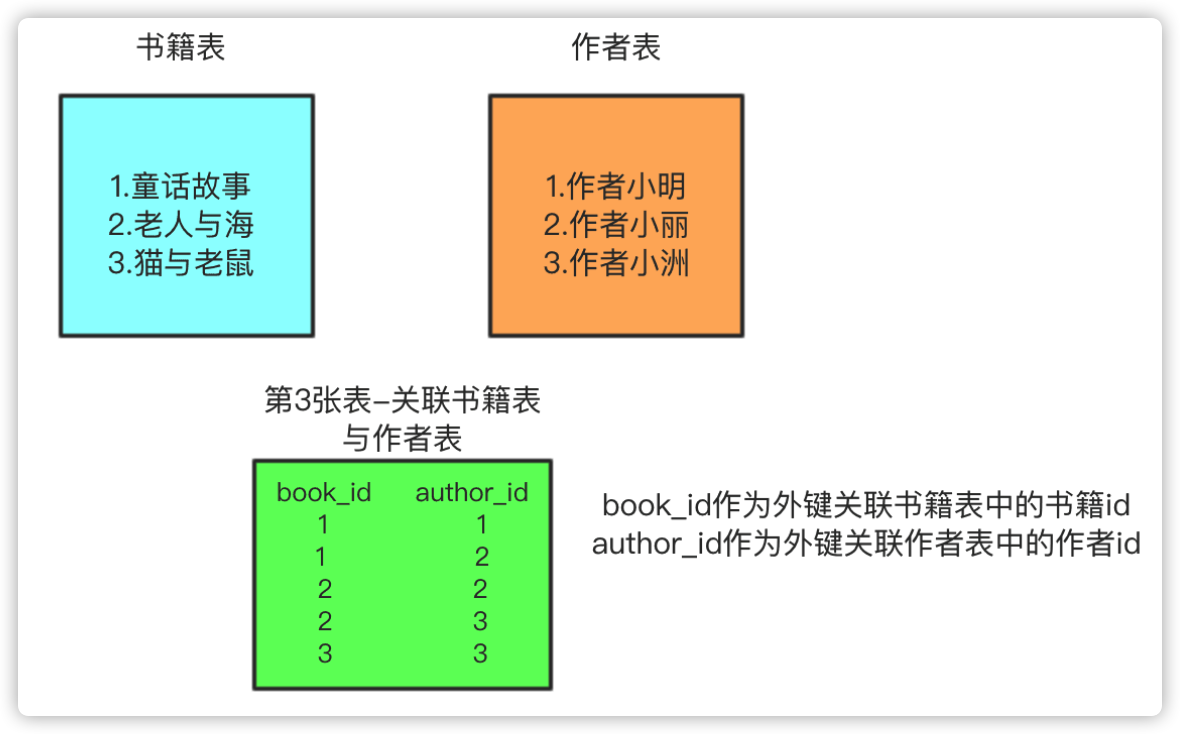 书籍表
作者表
1.童话故事
2.老人与海
3.猫与老鼠
1.作者小明
2.作者小丽
3.作者小洲
第3张表-关联书籍表
与作者表
book_id author_id
1 1
1 2
2 2
2 3
3 3
book_id作为外键关联书籍表中的书籍id
author_id作为外键关联作者表中的作者id